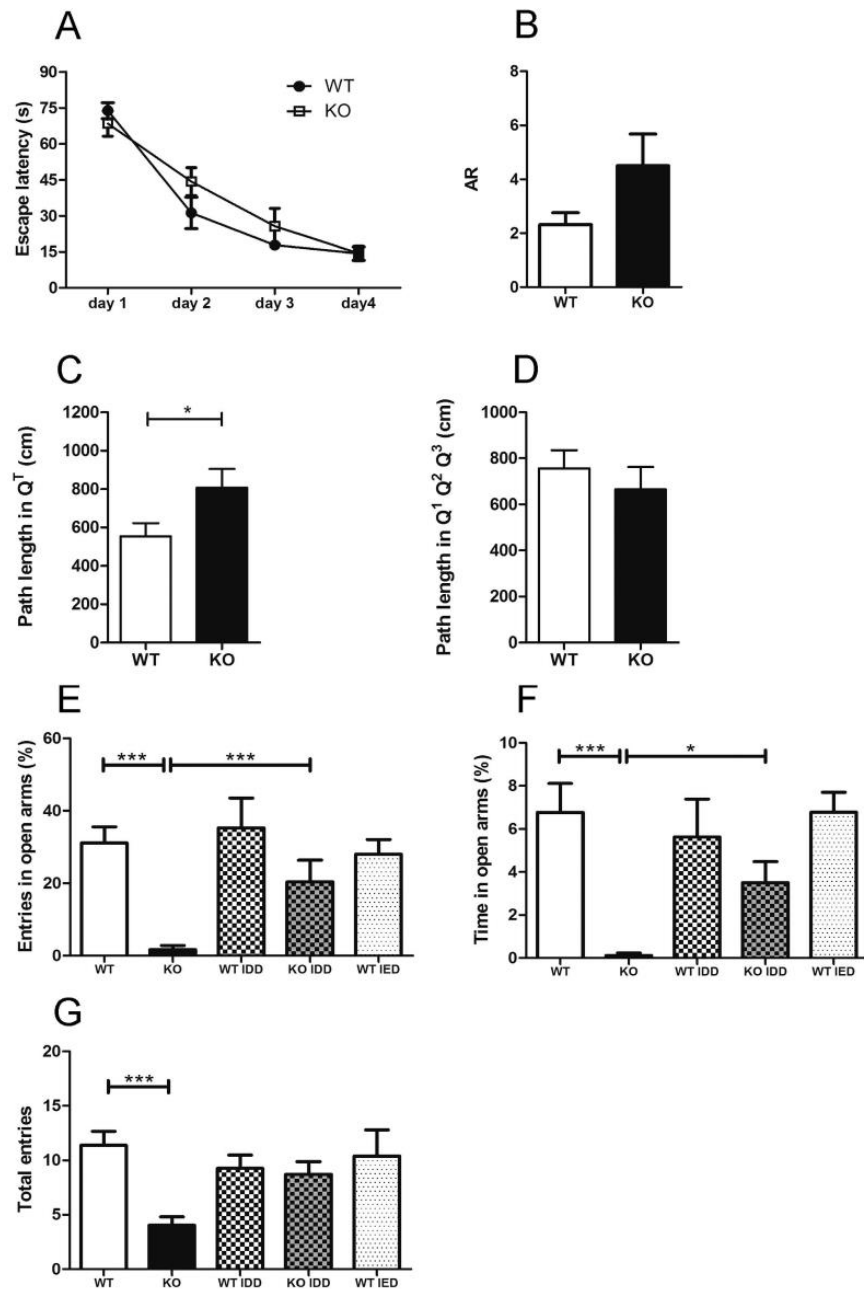 A
90
75
60
45
30
15
0
Escape latency (s)
WT
KO
day 1 day 2 day 3 day4
B
8
6
4
2
0
AR
WT KO
C
1200
1000
800
600
400
200
0
Path length in Qᵀ (cm)
*
WT KO
D
1000
800
600
400
200
0
Path length in Q¹ Q² Q³ (cm)
WT KO
E
60
40
20
0
Entries in open arms (%)
*** ***
WT KO WT IDD KO IDD WT IED
F
10
8
6
4
2
0
Time in open arms (%)
*** *
WT KO WT IDD KO IDD WT IED
G
20
15
10
5
0
Total entries
***
WT KO WT IDD KO IDD WT IED